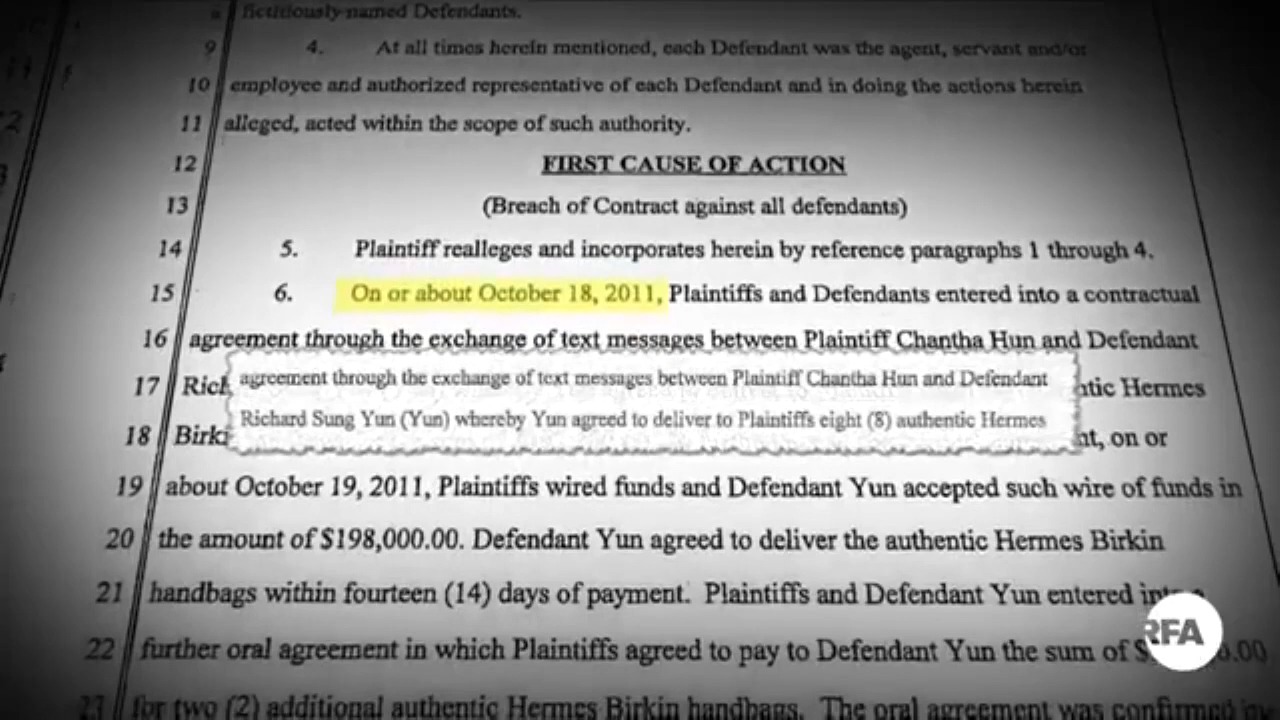 fictitiously named Defendants.
9 4. At all times herein mentioned, each Defendant was the agent, servant and/or
10 employee and authorized representative of each Defendant and in doing the actions herein
11 alleged, acted within the scope of such authority.
12 FIRST CAUSE OF ACTION
13 (Breach of Contract against all defendants)
14 5. Plaintiff realleges and incorporates herein by reference paragraphs 1 through 4.
15 6. On or about October 18, 2011, Plaintiffs and Defendants entered into a contractual
16 agreement through the exchange of text messages between Plaintiff Chantha Hun and Defendant
agreement through the exchange of text messages between Plaintiff Chantha Hun and Defendant
17 Rich Hermes
Richard Sung Yun (Yun) whereby Yun agreed to deliver to Plaintiffs eight (8) authentic Hermes
18 Birki on or
19 about October 19, 2011, Plaintiffs wired funds and Defendant Yun accepted such wire of funds in
20 the amount of $198,000.00. Defendant Yun agreed to deliver the authentic Hermes Birkin
21 handbags within fourteen (14) days of payment. Plaintiffs and Defendant Yun entered
RFA
22 further oral agreement in which Plaintiffs agreed to pay to Defendant Yun the sum of
23 for two (2) additional authentic Hermes Birkin handbags. The oral agreement was confirmed